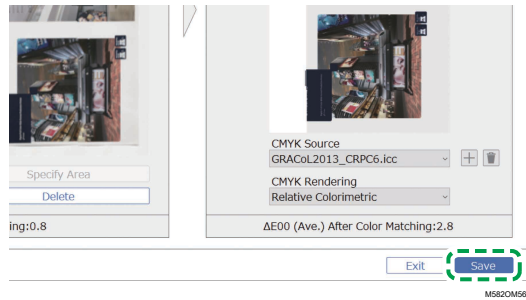 CMYK Source
GRACoL2013_CRPC6.icc
CMYK Rendering
Specify Area
Relative Colorimetric
Delete
ing:0.8
ΔE00 (Ave.) After Color Matching:2.8
Exit
Save
M582OM56